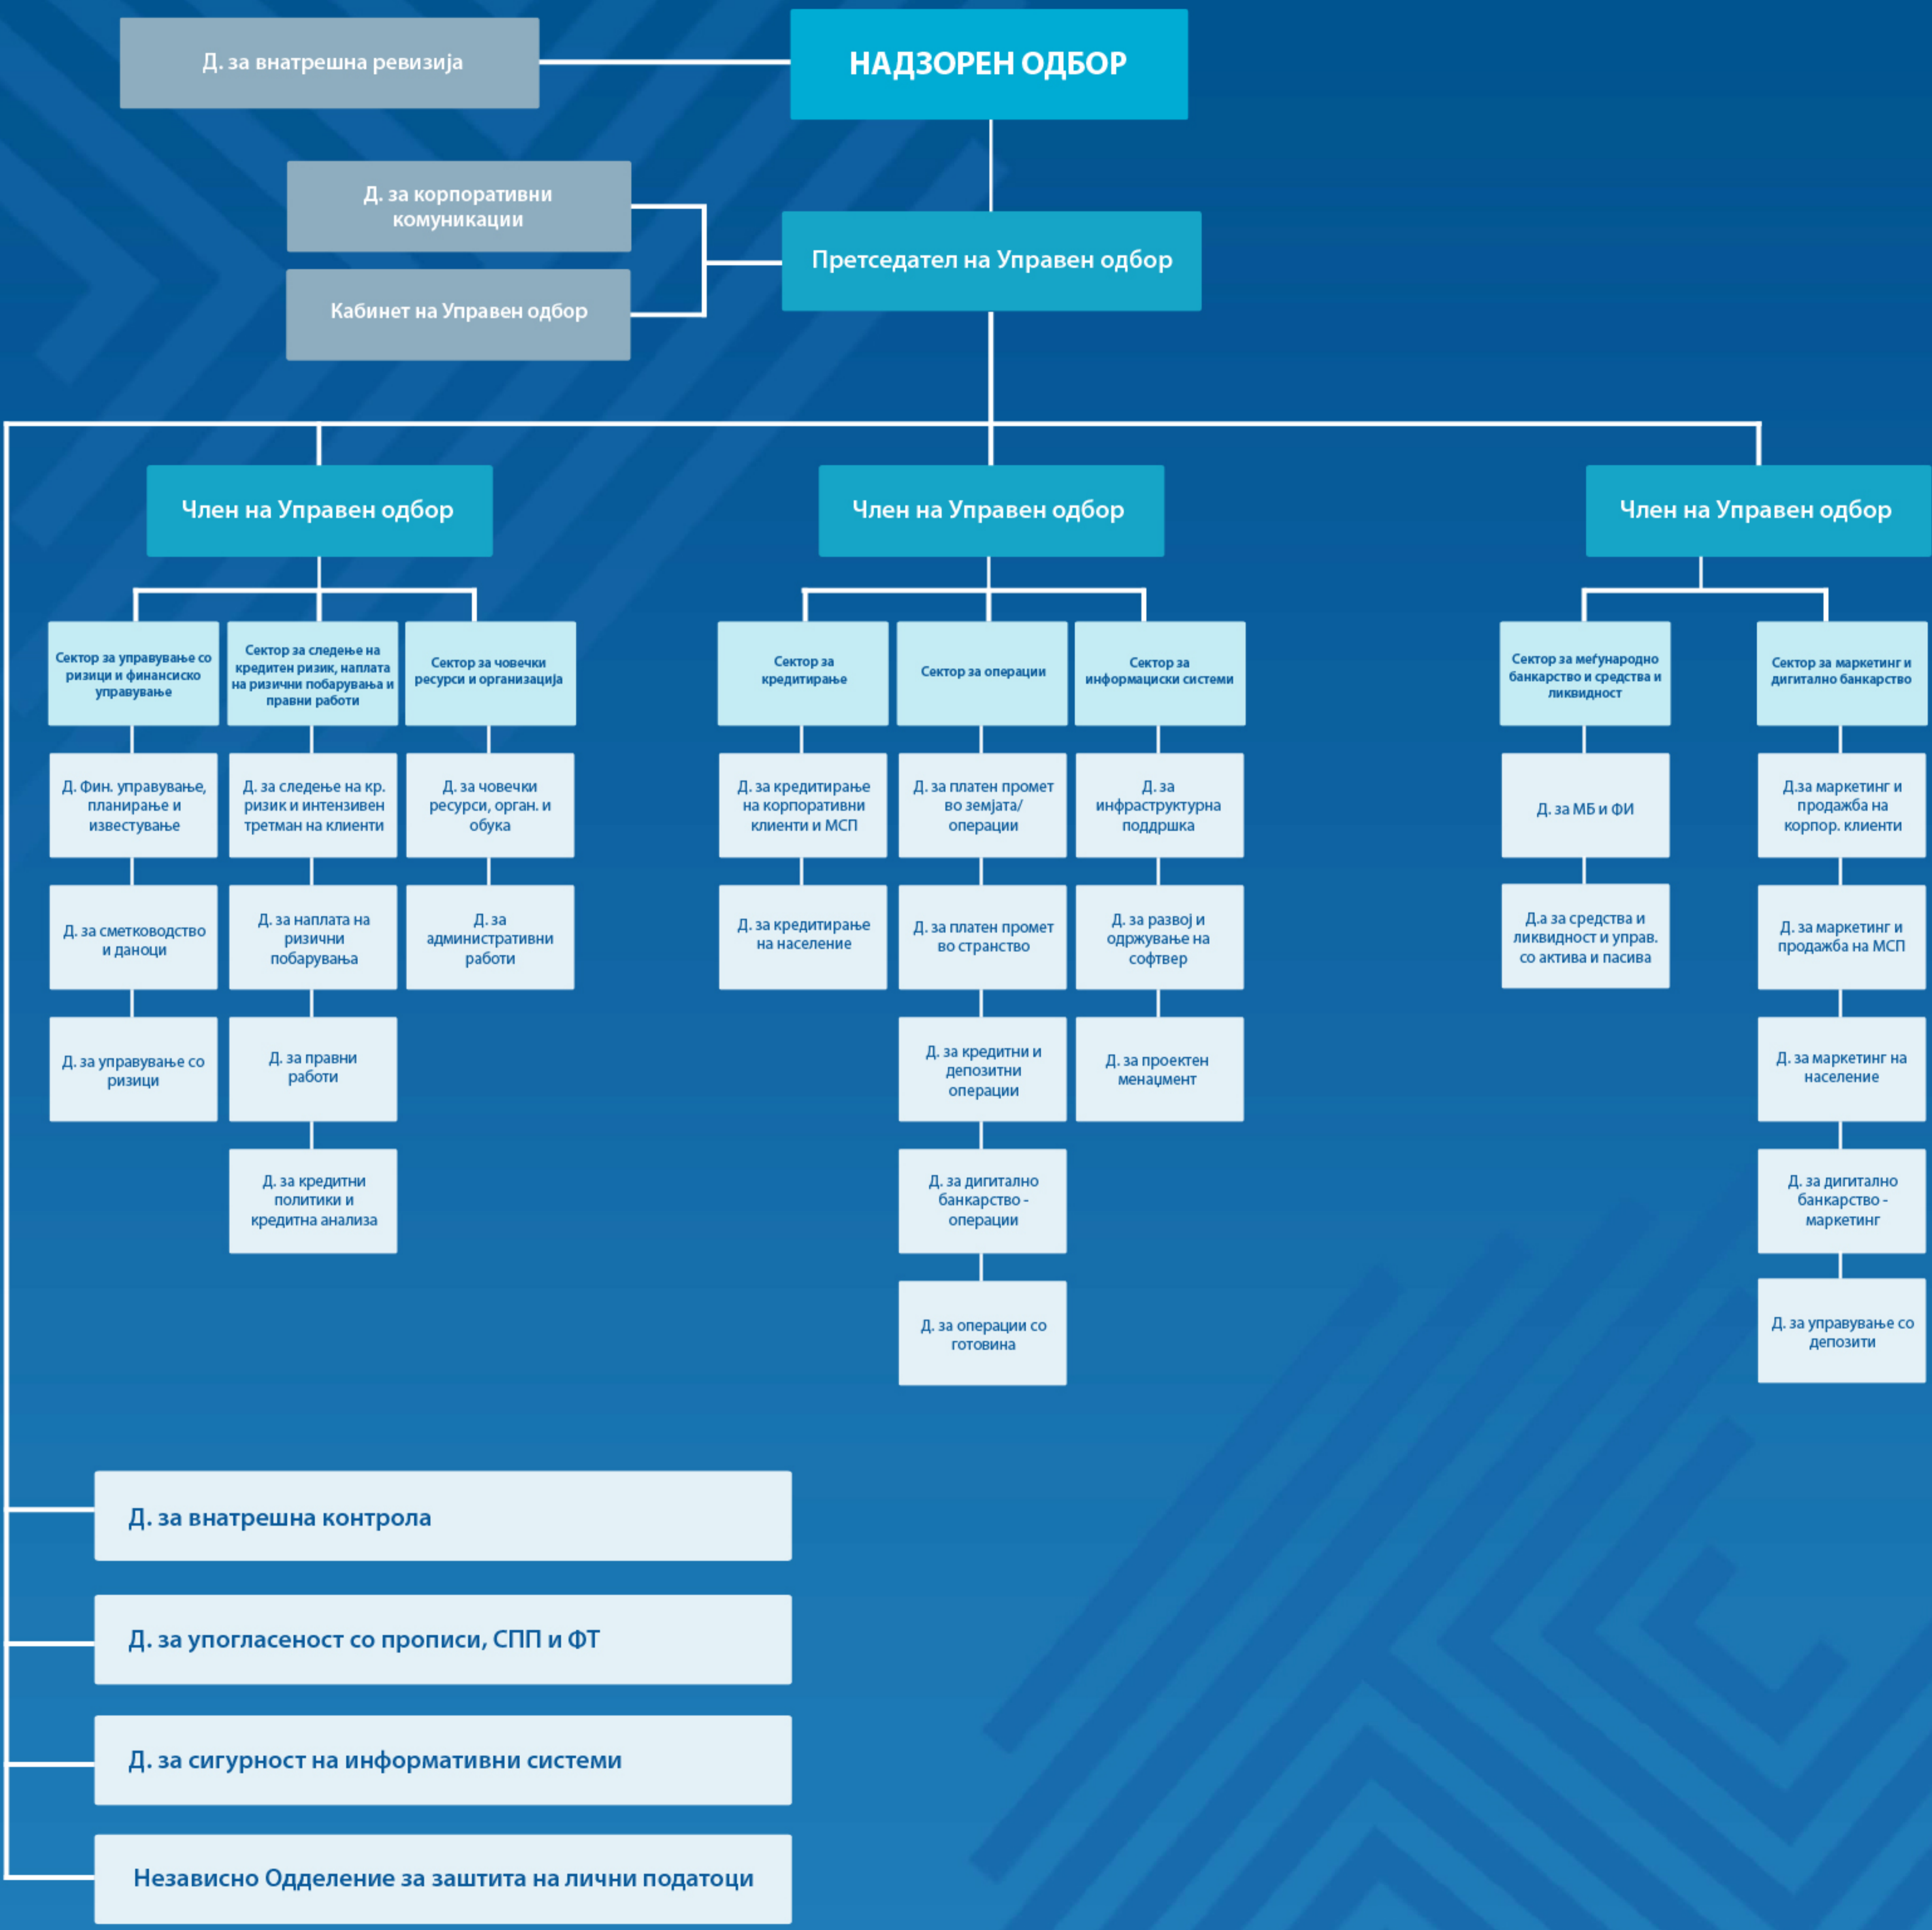 Д. за внатрешна ревизија
НАДЗОРЕН ОДБОР
Д. за корпоративни
комуникации
Претседател на Управен одбор
Кабинет на Управен одбор
Член на Управен одбор
Член на Управен одбор
Член на Управен одбор
Сектор за управување со
ризици и финансиско
управување
Сектор за следење на
кредитен ризик, наплата
на ризични побарувања и
правни работи
Сектор за човечки
ресурси и организација
Сектор за
кредитирање
Сектор за операции
Сектор за
информациски системи
Сектор за меѓународно
банкарство и средства и
ликвидност
Сектор за маркетинг и
дигитално банкарство
Д. Фин. управување,
планирање и
известување
Д. за следење на кр.
ризик и интензивен
третман на клиенти
Д. за човечки
ресурси, орган. и
обука
Д. за кредитирање
на корпоративни
клиенти и МСП
Д. за платен промет
во земјата/
операции
Д. за
инфраструктурна
поддршка
Д. за МБ и ФИ
Д.за маркетинг и
продажба на
корпор. клиенти
Д. за сметководство
и даноци
Д. за наплата на
ризични
побарувања
Д. за
административни
работи
Д. за кредитирање
на население
Д. за платен промет
во странство
Д. за развој и
одржување на
софтвер
Д.а за средства и
ликвидност и управ.
со актива и пасива
Д. за маркетинг и
продажба на МСП
Д. за управување со
ризици
Д. за правни
работи
Д. за кредитни и
депозитни
операции
Д. за проектен
менаџмент
Д. за маркетинг на
население
Д. за кредитни
политики и
кредитна анализа
Д. за дигитално
банкарство -
операции
Д. за дигитално
банкарство -
маркетинг
Д. за операции со
готовина
Д. за управување со
депозити
Д. за внатрешна контрола
Д. за упогласеност со прописи, СПП и ФТ
Д. за сигурност на информативни системи
Независно Одделение за заштита на лични податоци